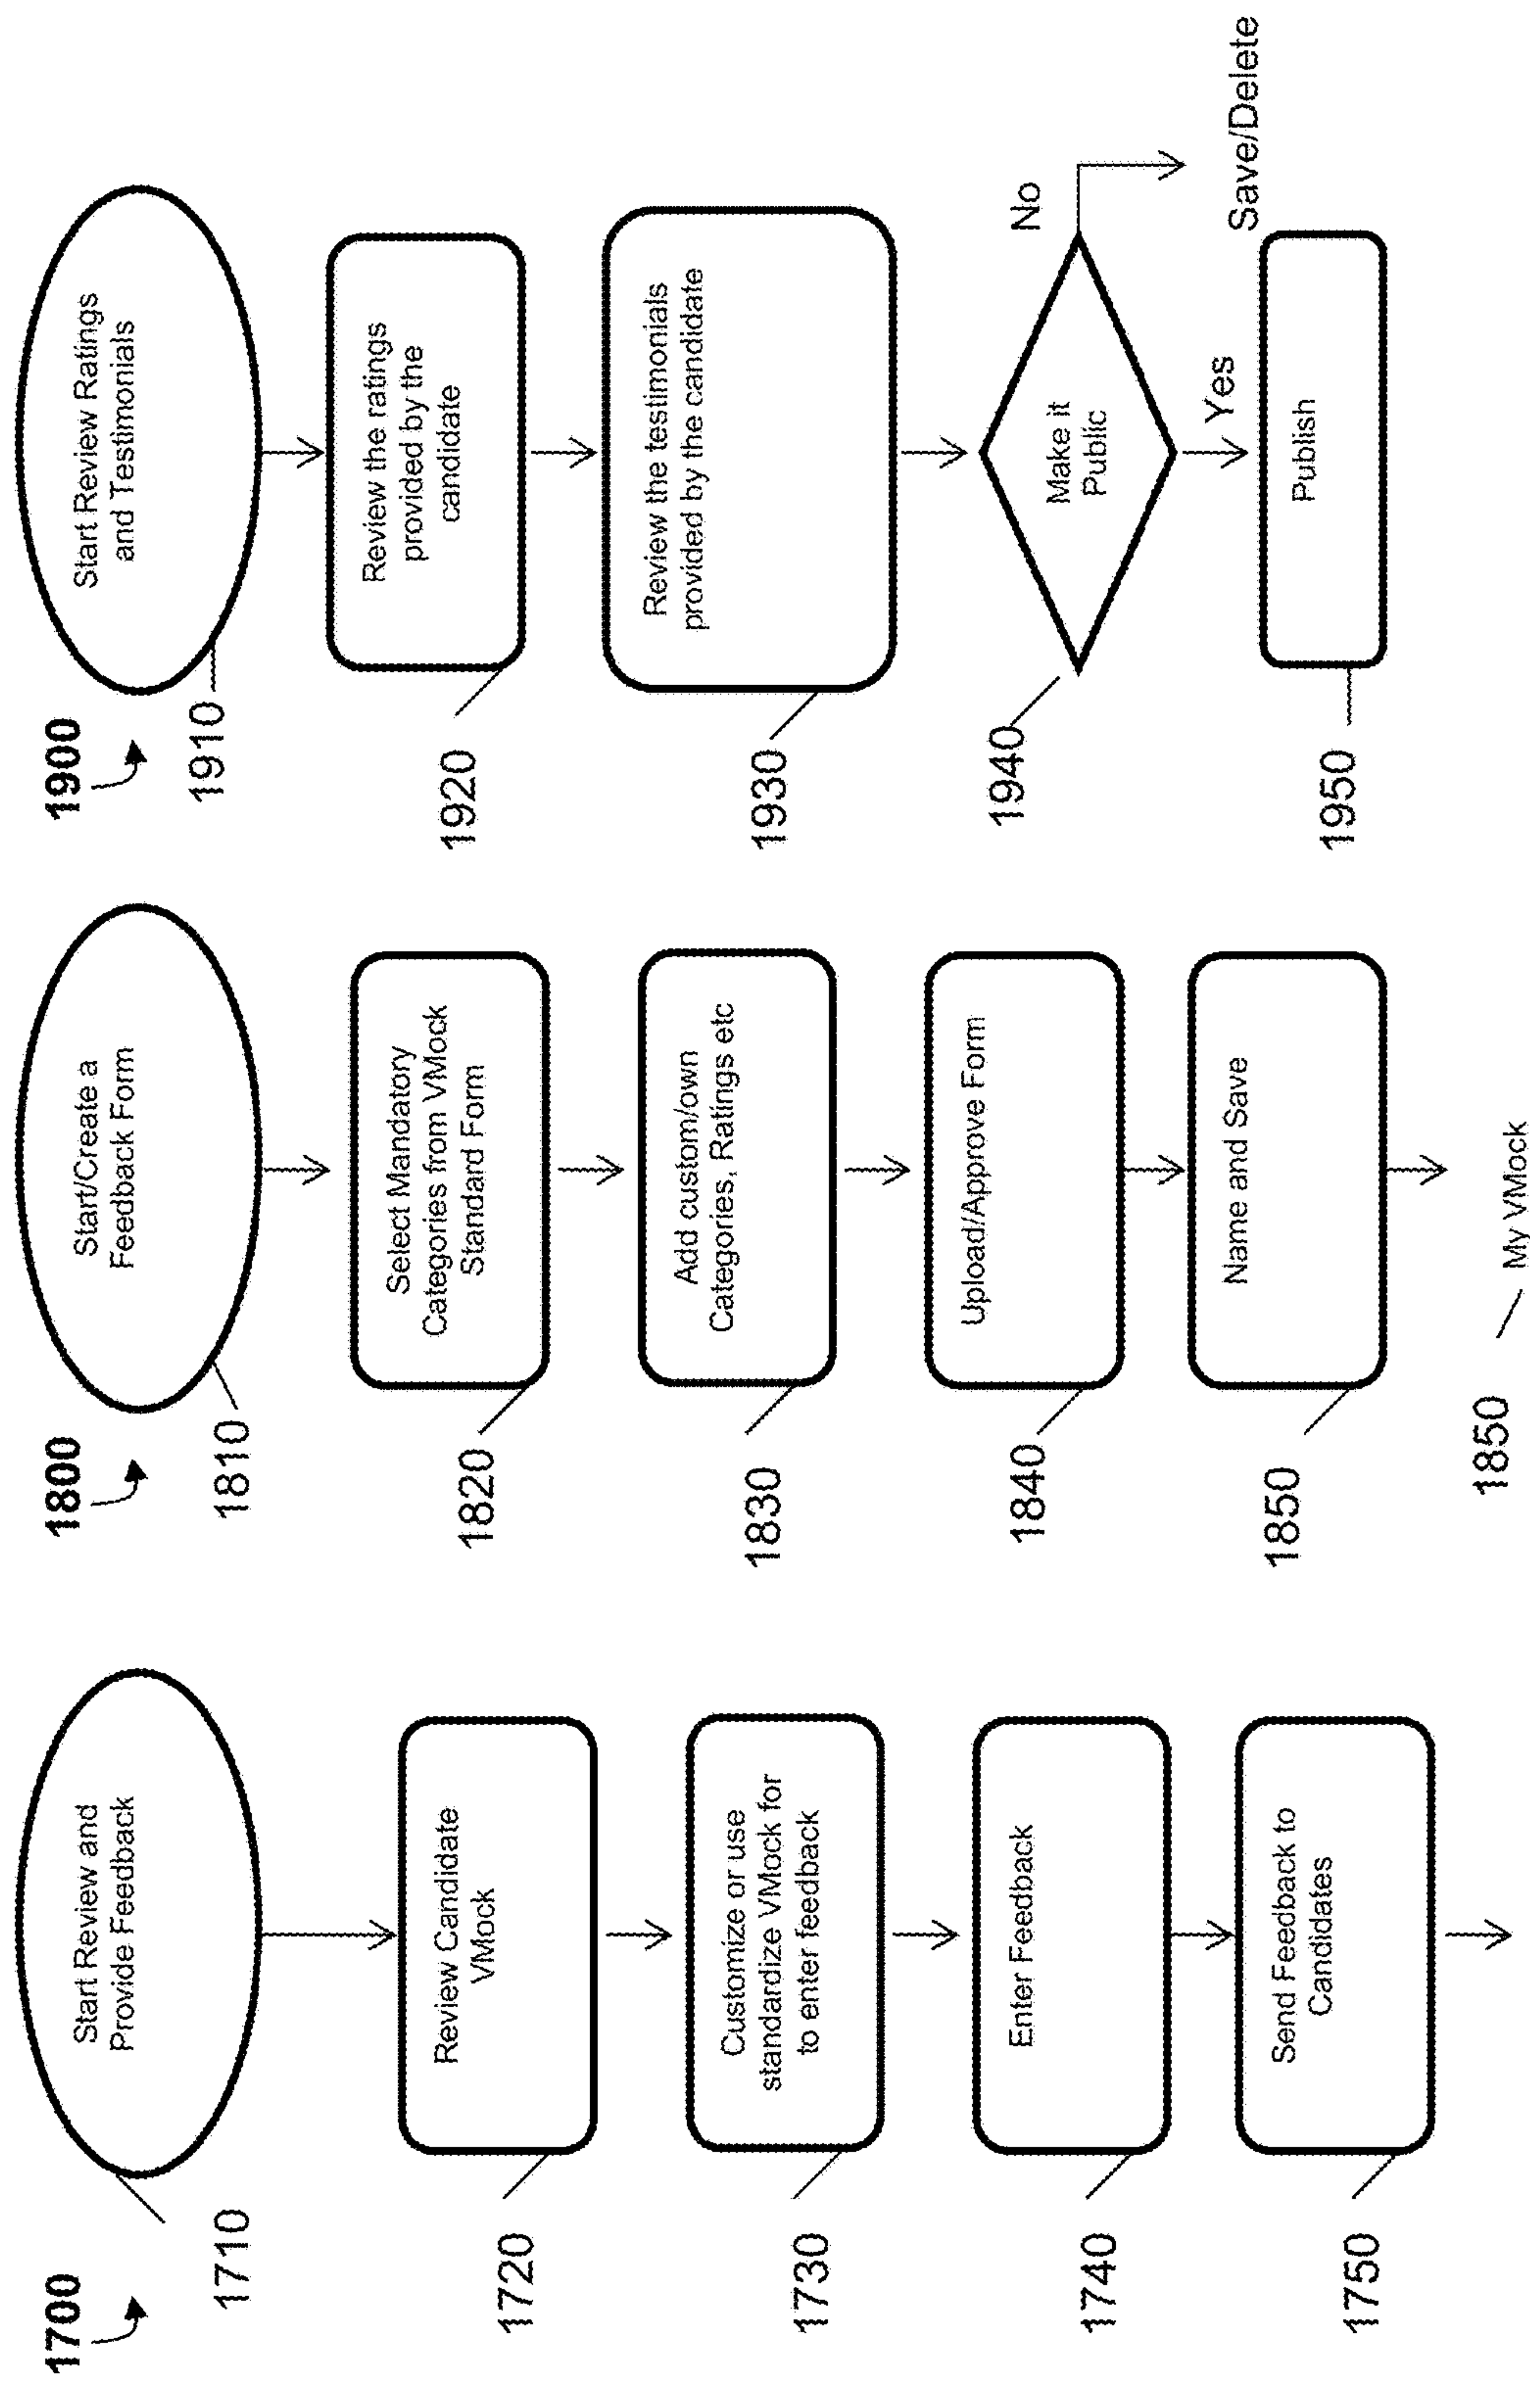 1700
1710
Start Review and
Provide Feedback
1720
Review Candidate
VMock
1730
Customize or use
standardize VMock for
to enter feedback
1740
Enter Feedback
1750
Send Feedback to
Candidates
1800
1810
Start/Create a
Feedback Form
1820
Select Mandatory
Categories from VMock
Standard Form
1830
Add custom/own
Categories, Ratings etc
1840
Upload/Approve Form
1850
Name and Save
1850
My VMock
1900
1910
Start Review Ratings
and Testimonials
1920
Review the ratings
provided by the
candidate
1930
Review the testimonials
provided by the candidate
1940
Make it
Public
No
Save/Delete
Yes
1950
Publish